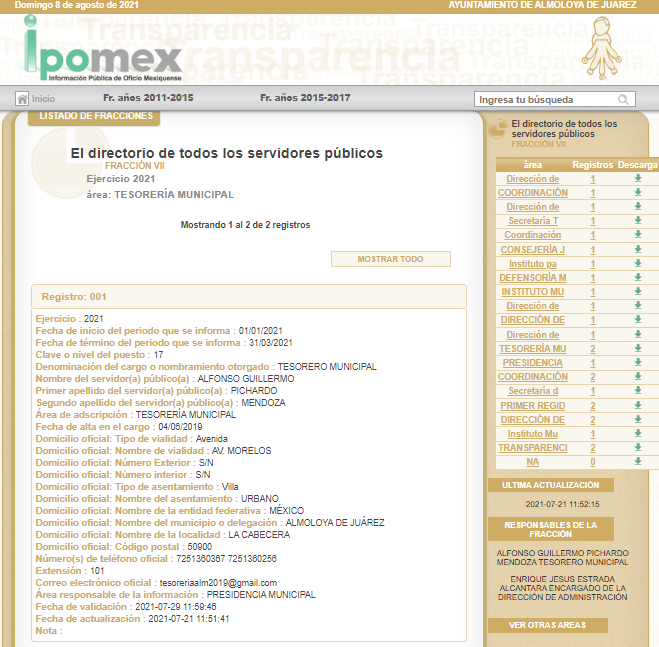 Domingo 8 de agosto de 2021
AYUNTAMIENTO DE ALMOLOYA DE JUAREZ
Transparencia
ipomex
Información Pública de Oficio Mexiquense
Inicio
Fr. años 2011-2015
Fr. años 2015-2017
Ingresa tu búsqueda
LISTADO DE FRACCIONES
El directorio de todos los servidores públicos
FRACCIÓN VII
Ejercicio 2021
área: TESORERÍA MUNICIPAL
Mostrando 1 al 2 de 2 registros
MOSTRAR TODO
Registro: 001
Ejercicio : 2021
Fecha de inicio del periodo que se informa : 01/01/2021
Fecha de término del periodo que se informa : 31/03/2021
Clave o nivel del puesto : 17
Denominación del cargo o nombramiento otorgado : TESORERO MUNICIPAL
Nombre del servidor(a) público(a) : ALFONSO GUILLERMO
Primer apellido del servidor(a) público(a) : PICHARDO
Segundo apellido del servidor(a) público(a) : MENDOZA
Área de adscripción : TESORERÍA MUNICIPAL
Fecha de alta en el cargo : 04/06/2019
Domicilio oficial: Tipo de vialidad : Avenida
Domicilio oficial: Nombre de vialidad : AV. MORELOS
Domicilio oficial: Número Exterior : S/N
Domicilio oficial: Número interior : S/N
Domicilio oficial: Tipo de asentamiento : Villa
Domicilio oficial: Nombre del asentamiento : URBANO
Domicilio oficial: Nombre de la entidad federativa : MÉXICO
Domicilio oficial: Nombre del municipio o delegación : ALMOLOYA DE JUÁREZ
Domicilio oficial: Nombre de la localidad : LA CABECERA
Domicilio oficial: Código postal : 50900
Número(s) de teléfono oficial : 7251360367 7251360256
Extensión : 101
Correo electrónico oficial : tesoreriaalm2019@gmail.com
Área responsable de la información : PRESIDENCIA MUNICIPAL
Fecha de validación : 2021-07-29 11:59:46
Fecha de actualización : 2021-07-21 11:51:41
Nota :
El directorio de todos los
servidores públicos
FRACCIÓN VII
área Registros Descarga
Dirección de 1
COORDINACIÓN 1
Dirección de 1
Secretaría T 1
Coordinación 1
CONSEJERÍA J 1
Instituto pa 1
DEFENSORÍA M 1
INSTITUTO MU 1
Dirección de 1
DIRECCIÓN DE 1
Dirección de 1
TESORERÍA MU 2
PRESIDENCIA 1
COORDINACIÓN 2
Secretaría d 1
PRIMER REGID 2
DIRECCIÓN DE 2
Instituto Mu 1
TRANSPARENCI 2
NA 0
ULTIMA ACTUALIZACIÓN
2021-07-21 11:52:15
RESPONSABLES DE LA
FRACCIÓN
ALFONSO GUILLERMO PICHARDO
MENDOZA TESORERO MUNICIPAL
ENRIQUE JESUS ESTRADA
ALCANTARA ENCARGADO DE LA
DIRECCIÓN DE ADMINISTRACIÓN
VER OTRAS AREAS